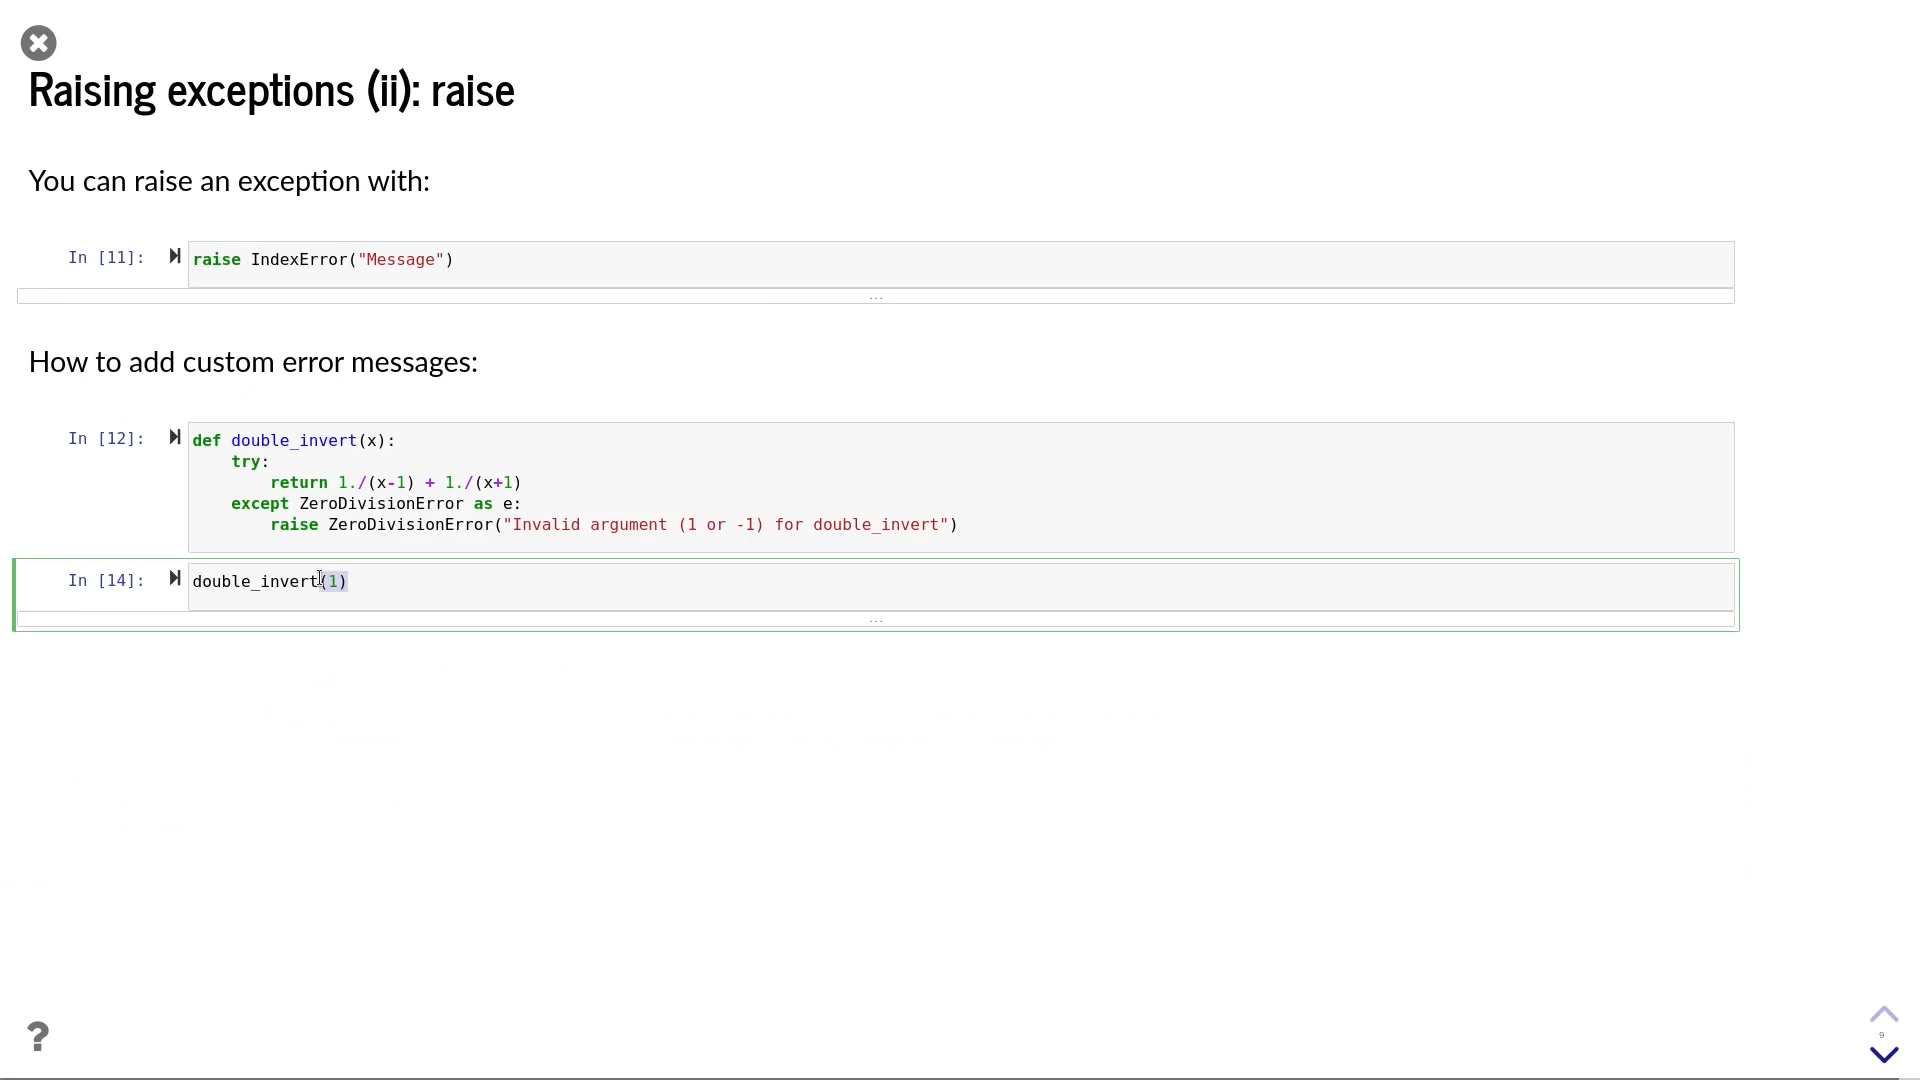 Raising exceptions (ii): raise
You can raise an exception with:
In [11]: raise IndexError("Message")
...
How to add custom error messages:
In [12]: def double_invert(x):
    try:
        return 1./(x-1) + 1./(x+1)
    except ZeroDivisionError as e:
        raise ZeroDivisionError("Invalid argument (1 or -1) for double_invert")
In [14]: double_invert(1)
...
?
9